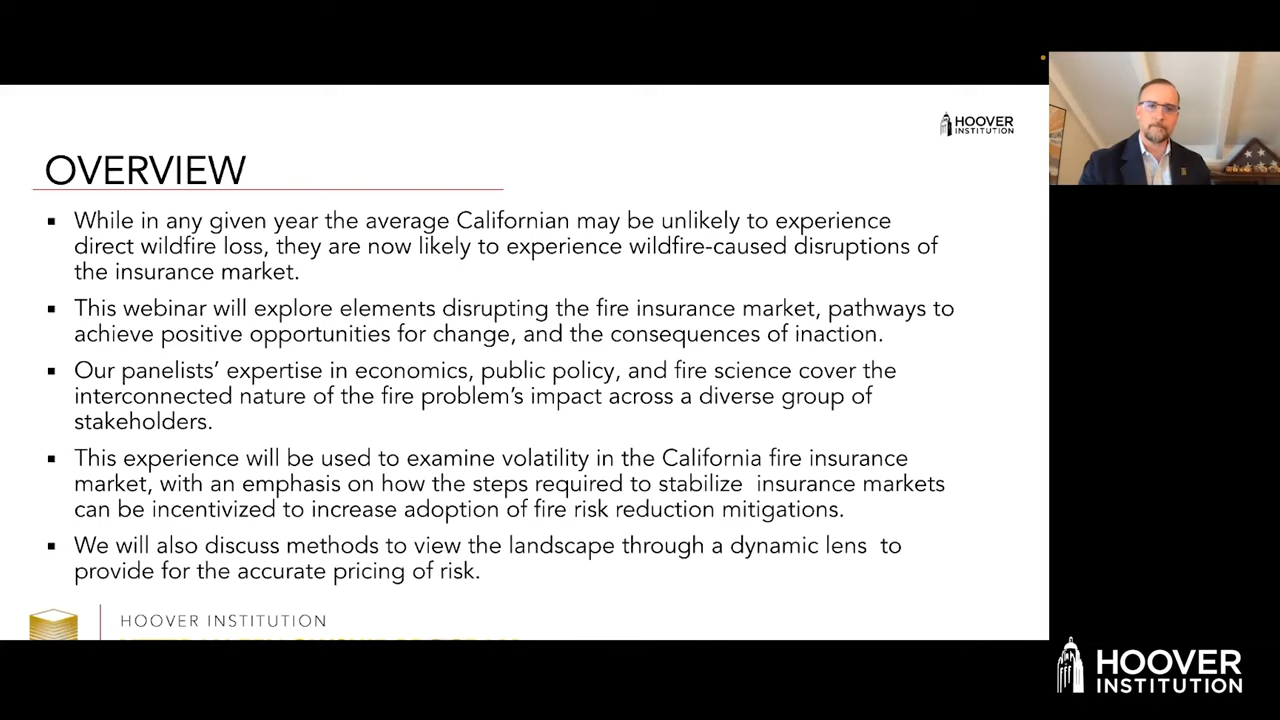 HOOVER
INSTITUTION
OVERVIEW
▪ While in any given year the average Californian may be unlikely to experience
direct wildfire loss, they are now likely to experience wildfire-caused disruptions of
the insurance market.
▪ This webinar will explore elements disrupting the fire insurance market, pathways to
achieve positive opportunities for change, and the consequences of inaction.
▪ Our panelists’ expertise in economics, public policy, and fire science cover the
interconnected nature of the fire problem’s impact across a diverse group of
stakeholders.
▪ This experience will be used to examine volatility in the California fire insurance
market, with an emphasis on how the steps required to stabilize insurance markets
can be incentivized to increase adoption of fire risk reduction mitigations.
▪ We will also discuss methods to view the landscape through a dynamic lens to
provide for the accurate pricing of risk.
HOOVER INSTITUTION
HOOVER
INSTITUTION